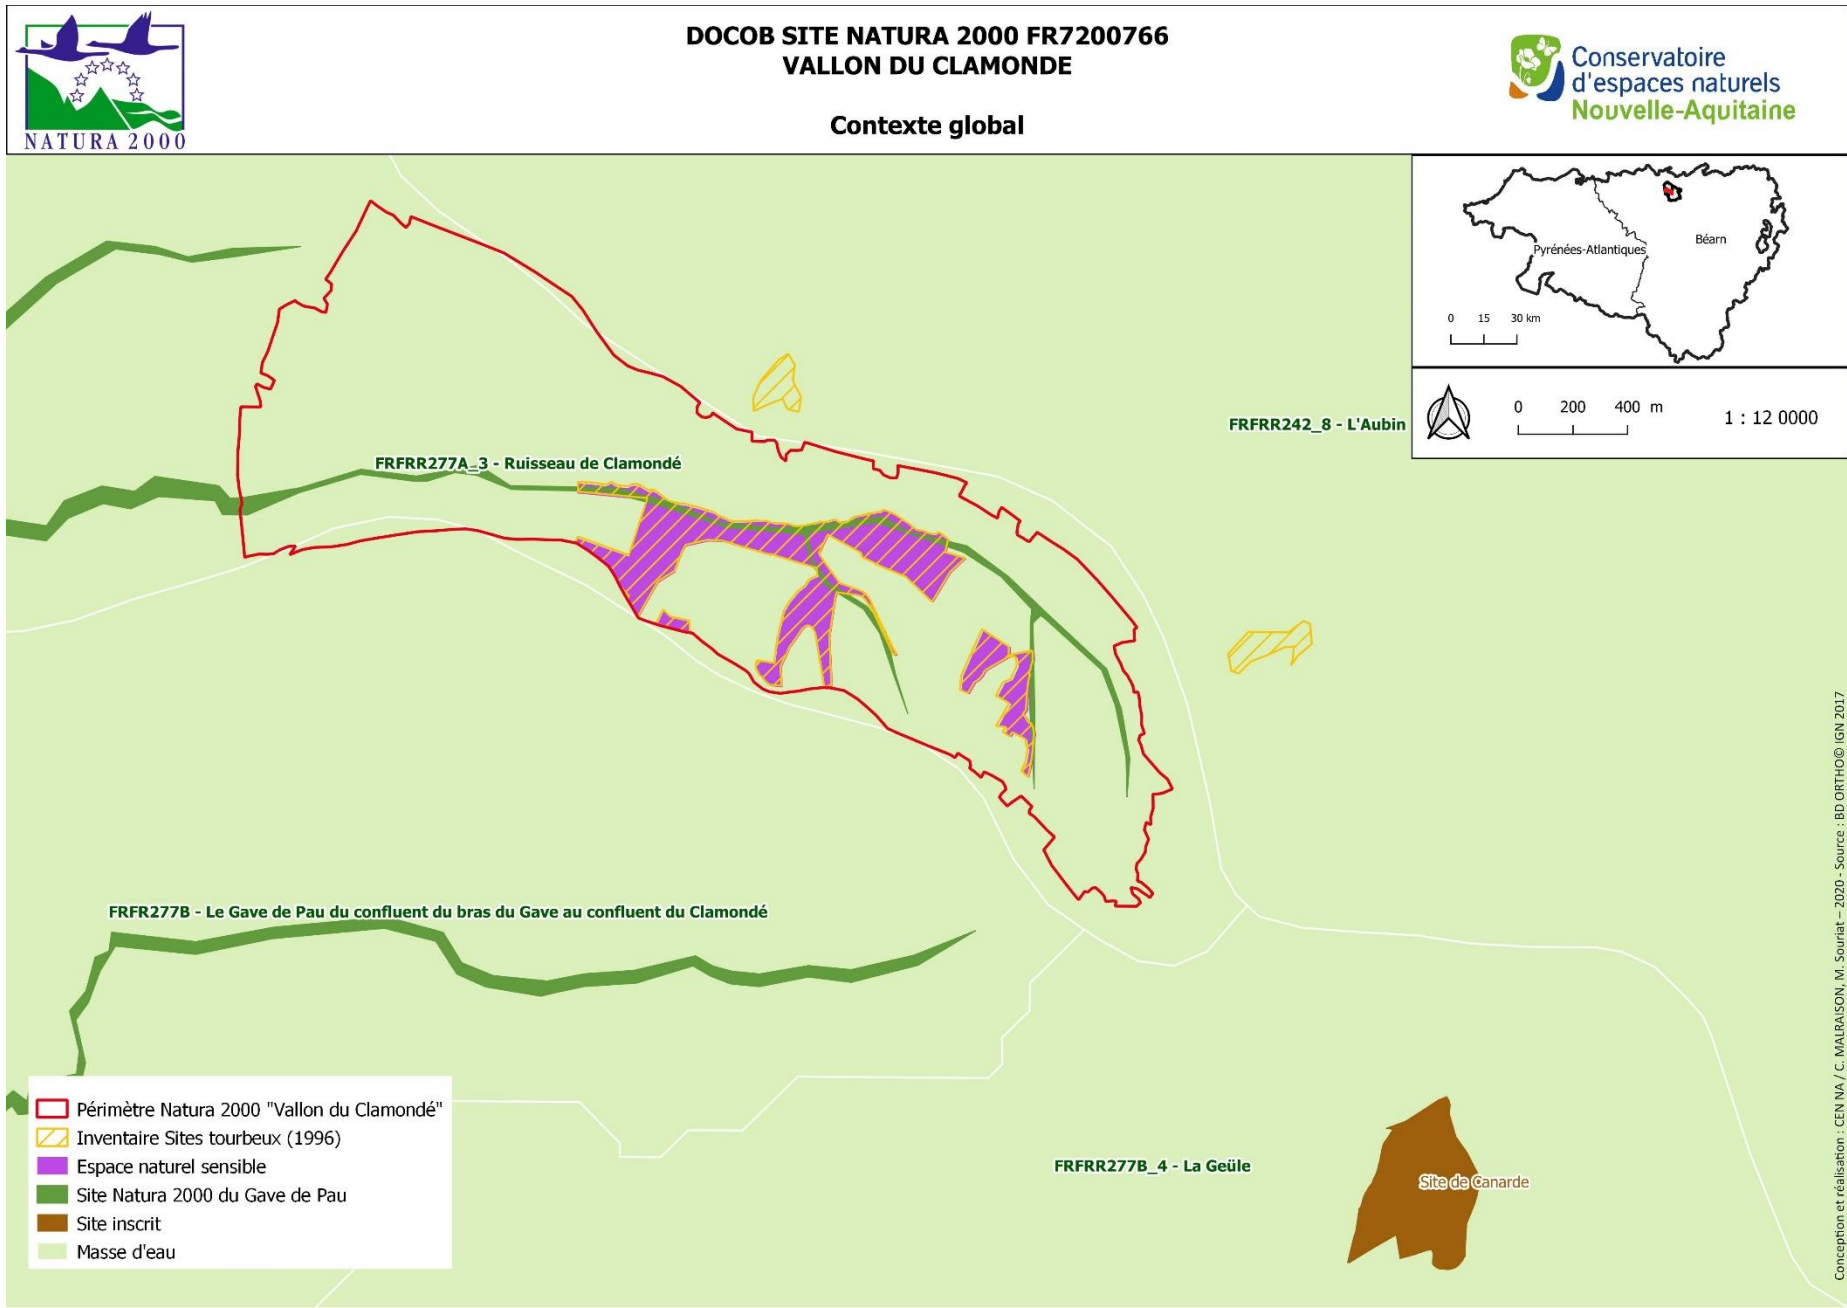 NATURA 2000
DOCOB SITE NATURA 2000 FR7200766
VALLON DU CLAMONDE
Contexte global
Conservatoire
d'espaces naturels
Nouvelle-Aquitaine
Pyrénées-Atlantiques
Béarn
0 15 30 km
0 200 400 m
1 : 12 0000
FRFRR242_8 - L'Aubin
FRFRR277A_3 - Ruisseau de Clamondé
FRFR277B - Le Gave de Pau du confluent du bras du Gave au confluent du Clamondé
FRFRR277B_4 - La Geüle
Site de Canarde
Périmètre Natura 2000 "Vallon du Clamondé"
Inventaire Sites tourbeux (1996)
Espace naturel sensible
Site Natura 2000 du Gave de Pau
Site inscrit
Masse d'eau
Conception et réalisation : CEN NA / C. MALRAISON, M. Souriat – 2020 - Source : BD ORTHO© IGN 2017